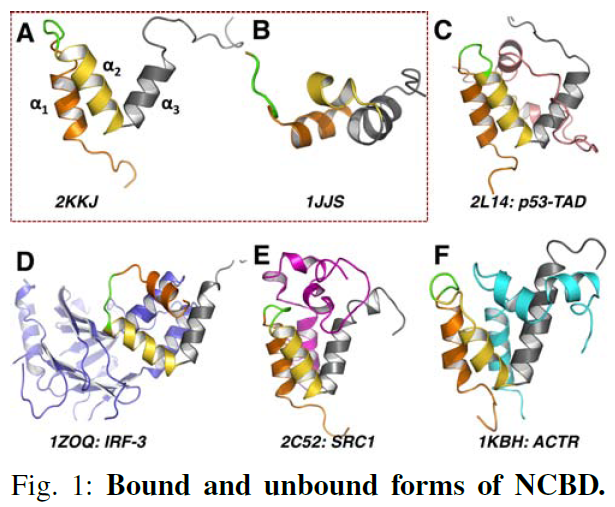 A
B
C
α1
α2
α3
2KKJ
1JJS
2L14: p53-TAD
D
E
F
1ZOQ: IRF-3
2C52: SRC1
1KBH: ACTR
Fig. 1: Bound and unbound forms of NCBD.